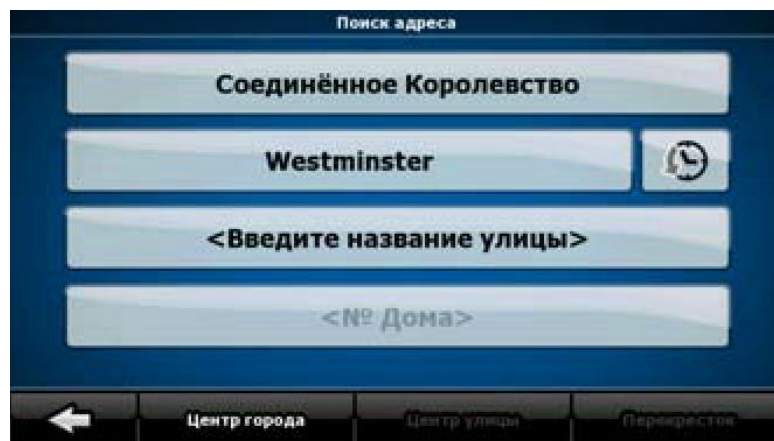 Поиск адреса
Соединённое Королевство
Westminster
<Введите название улицы>
<№ Дома>
Центр города Центр улицы Перекресток